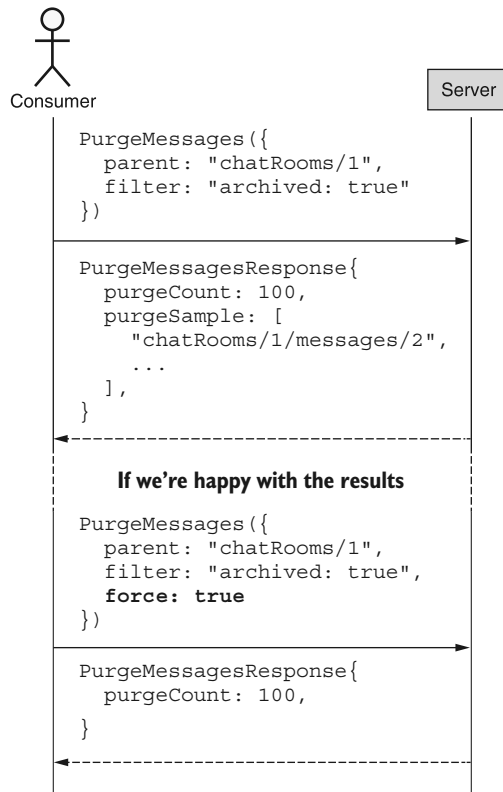 Consumer
Server
PurgeMessages({
  parent: "chatRooms/1",
  filter: "archived: true"
})
PurgeMessagesResponse{
  purgeCount: 100,
  purgeSample: [
    "chatRooms/1/messages/2",
    ...
  ],
}
If we're happy with the results
PurgeMessages({
  parent: "chatRooms/1",
  filter: "archived: true",
  force: true
})
PurgeMessagesResponse{
  purgeCount: 100,
}